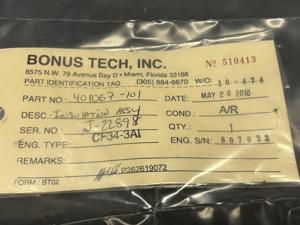 BONUS TECH, INC. Nº 510413
8575 N.W. 79 Avenue Bay D • Miami, Florida 33166
PART IDENTIFICATION TAG (305) 884-6670 W/O: 10-474
PART NO: 401067-101 DATE: MAY 26 2010
DESC: INSULATION ASSY COND: A/R
SER. NO. J-22898 QTY.: 1
ENG. TYPE: CF34-3A1 ENG. S/N: 807033
REMARKS: P262619072
FORM: BT02